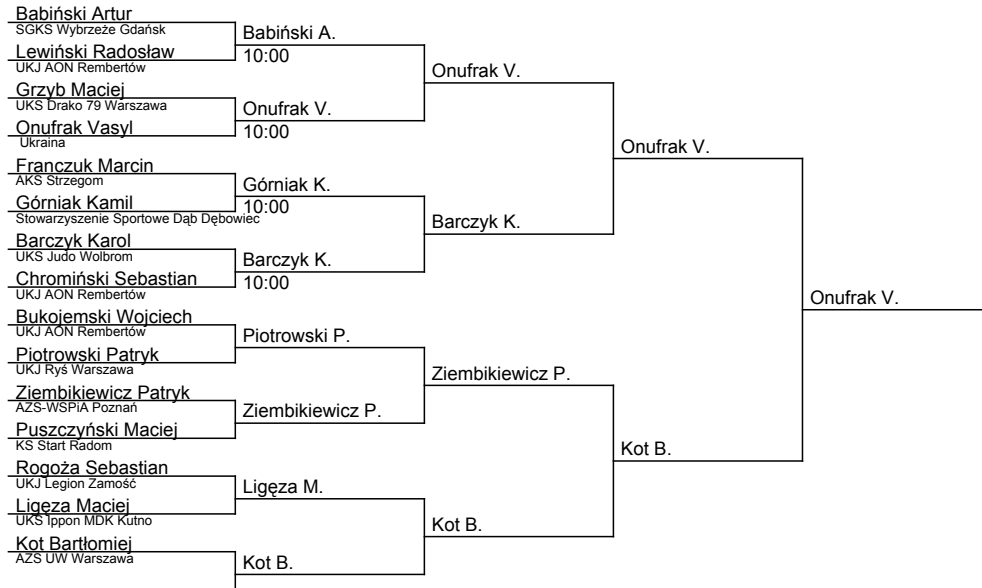 Babiński Artur
SGKS Wybrzeże Gdańsk
Lewiński Radosław
UKJ AON Rembertów
Grzyb Maciej
UKS Drako 79 Warszawa
Onufrak Vasyl
Ukraina
Franczuk Marcin
AKS Strzegom
Górniak Kamil
Stowarzyszenie Sportowe Dąb Dębowiec
Barczyk Karol
UKS Judo Wolbrom
Chromiński Sebastian
UKJ AON Rembertów
Bukojemski Wojciech
UKJ AON Rembertów
Piotrowski Patryk
UKJ Ryś Warszawa
Ziembikiewicz Patryk
AZS-WSPiA Poznań
Puszczyński Maciej
KS Start Radom
Rogoża Sebastian
UKJ Legion Zamość
Ligęza Maciej
UKS Ippon MDK Kutno
Kot Bartłomiej
AZS UW Warszawa
Babiński A.
10:00
Onufrak V.
10:00
Górniak K.
10:00
Barczyk K.
10:00
Piotrowski P.
Ziembikiewicz P.
Ligęza M.
Kot B.
Onufrak V.
Barczyk K.
Ziembikiewicz P.
Kot B.
Onufrak V.
Kot B.
Onufrak V.